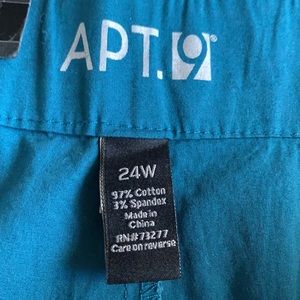 APT.9®
24W
97% Cotton
3% Spandex
Made in
China
RN#73277
Care on reverse